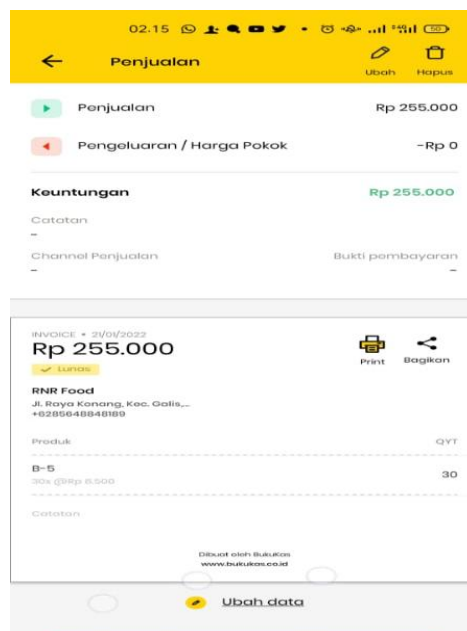 02.15
Penjualan
Ubah
Hapus
Penjualan Rp 255.000
Pengeluaran / Harga Pokok -Rp 0
Keuntungan Rp 255.000
Catatan
-
Channel Penjualan Bukti pembayaran
- -
INVOICE • 21/01/2022
Rp 255.000
Lunas
Print
Bagikan
RNR Food
Jl. Raya Konang, Kec. Galis,...
+6285648848189
Produk QYT
B-5 30
30x @Rp 8.500
Catatan
Dibuat oleh BukuKas
www.bukukas.co.id
Ubah data